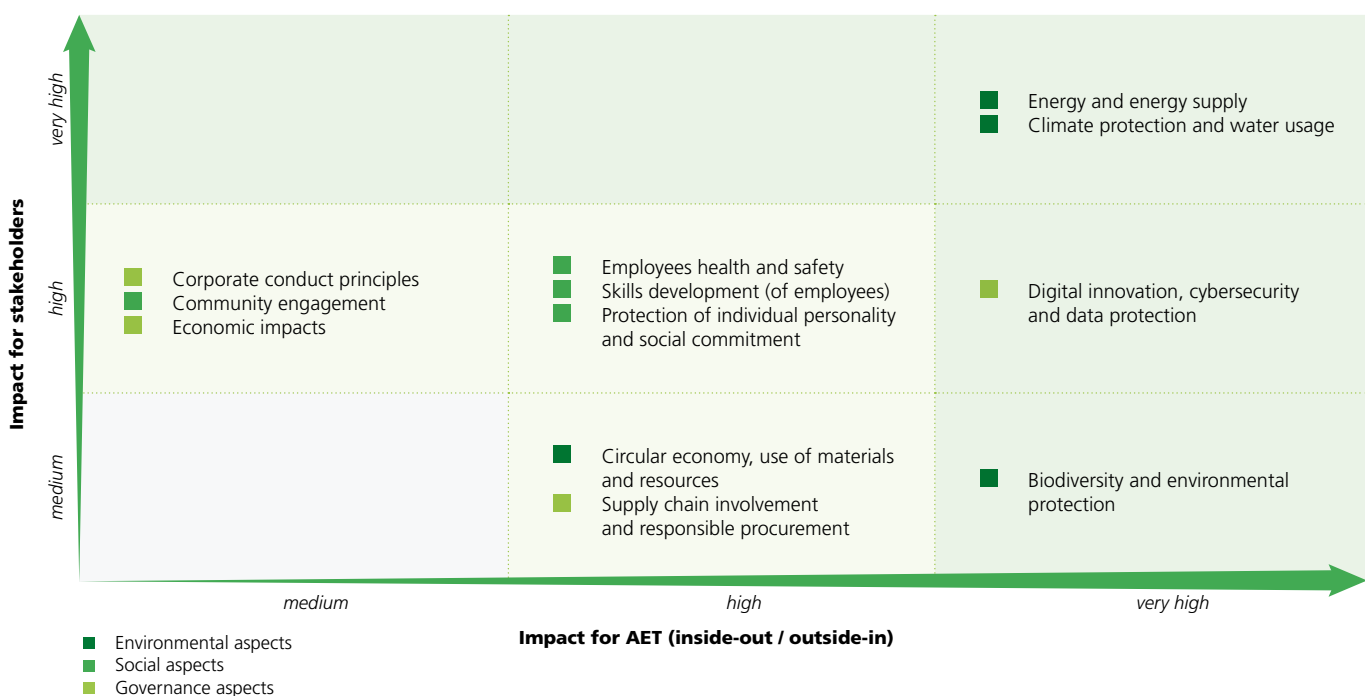 Impact for stakeholders
very high
high
medium
Energy and energy supply
Climate protection and water usage
Corporate conduct principles
Community engagement
Economic impacts
Employees health and safety
Skills development (of employees)
Protection of individual personality
and social commitment
Digital innovation, cybersecurity
and data protection
Circular economy, use of materials
and resources
Supply chain involvement
and responsible procurement
Biodiversity and environmental
protection
medium
high
very high
Impact for AET (inside-out / outside-in)
Environmental aspects
Social aspects
Governance aspects